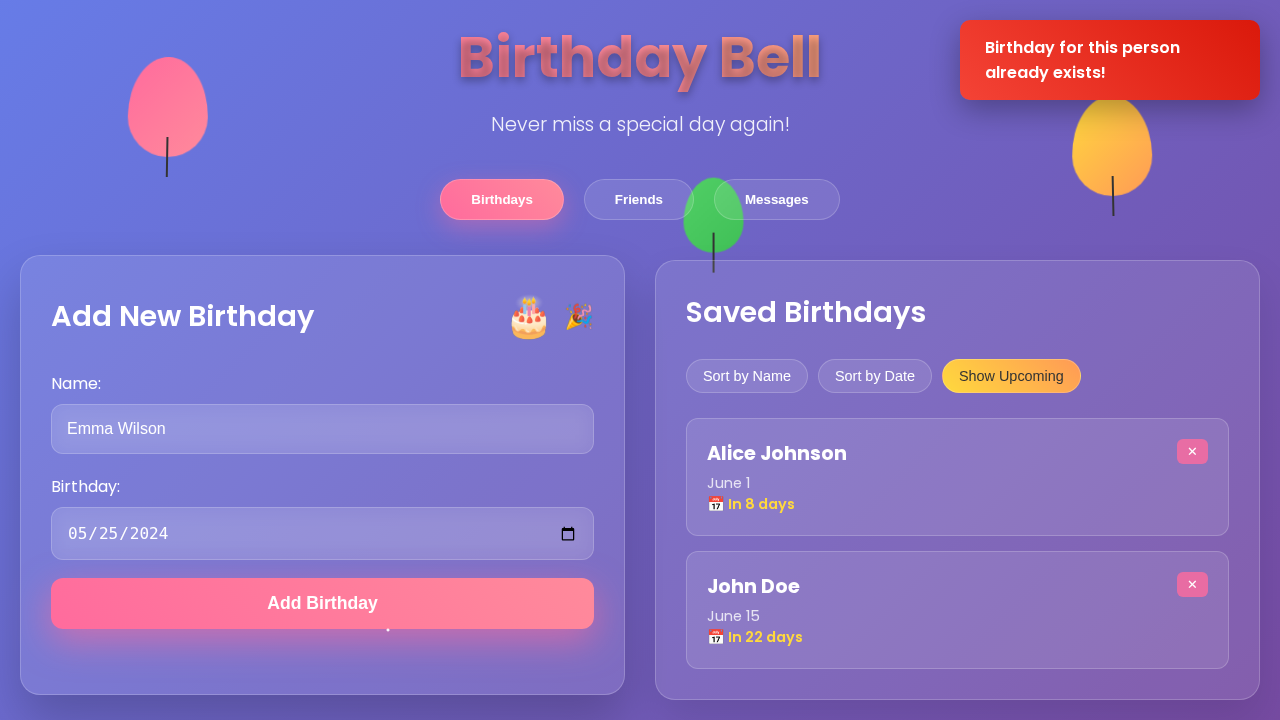 Birthday Bell
Birthday for this person
already exists!
Never miss a special day again!
Birthdays
Friends
Messages
Add New Birthday
Name:
Emma Wilson
Birthday:
05/25/2024
Add Birthday
Saved Birthdays
Sort by Name
Sort by Date
Show Upcoming
Alice Johnson
×
June 1
📅 In 8 days
John Doe
×
June 15
📅 In 22 days